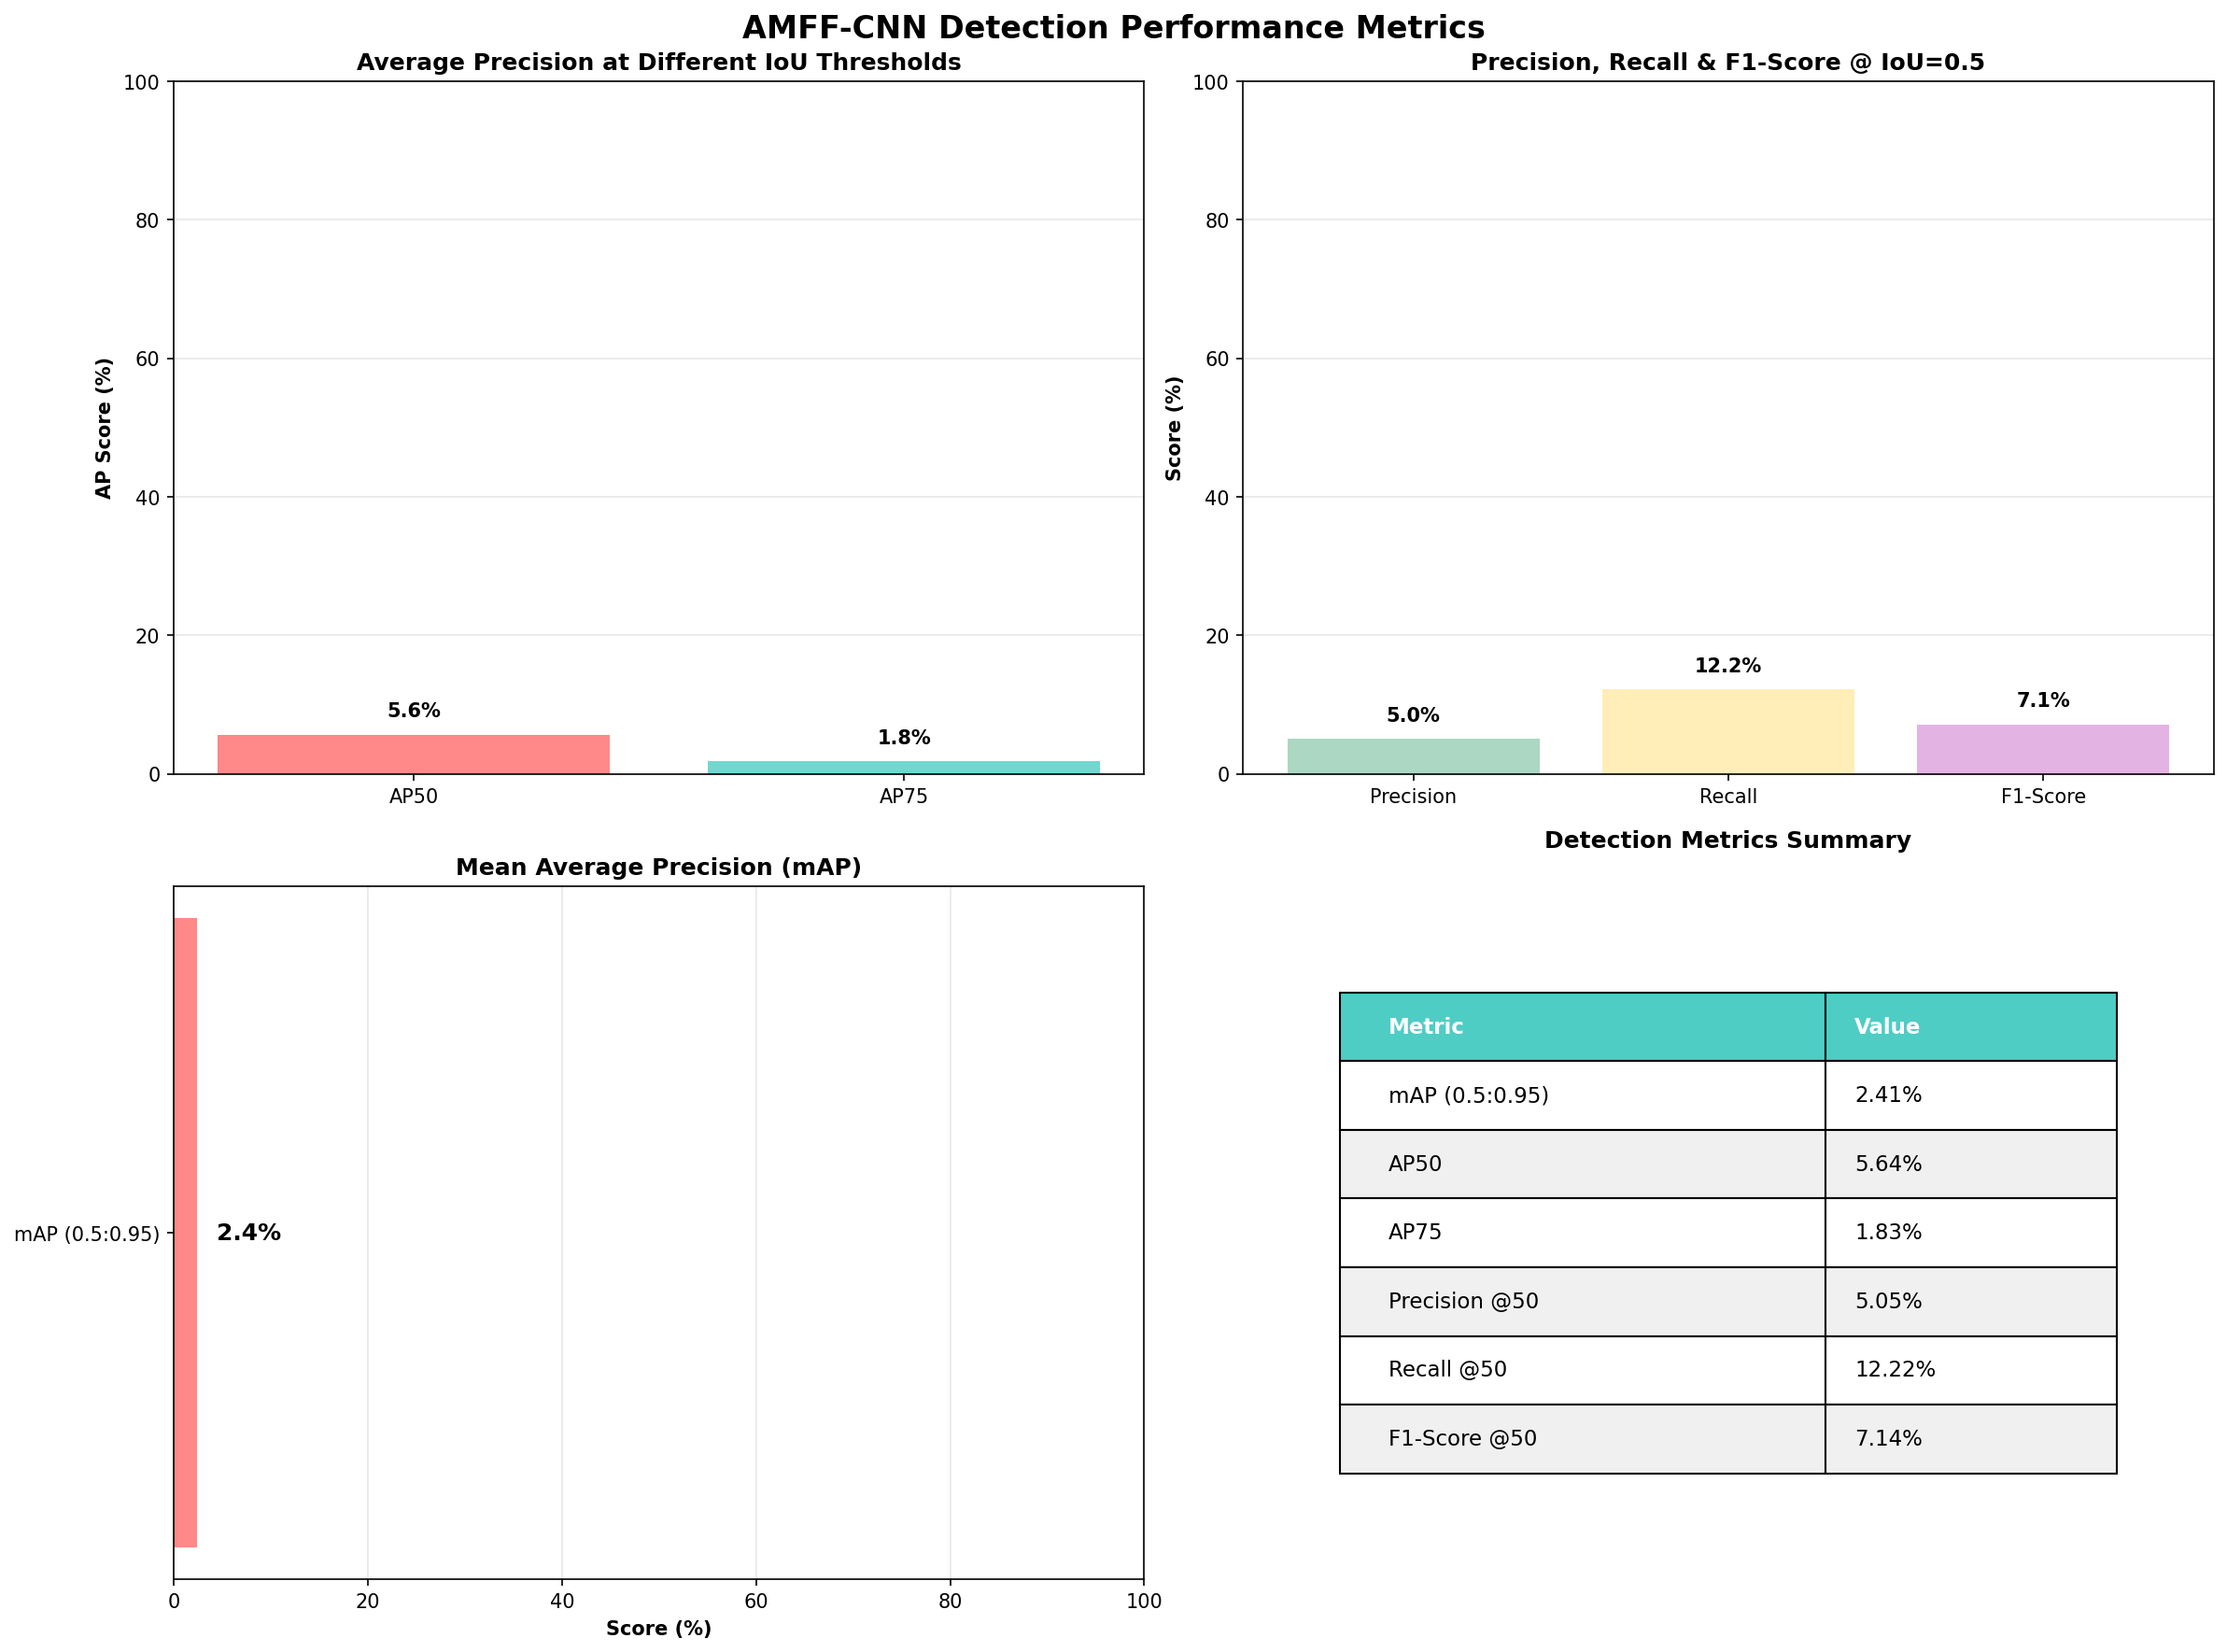 AMFF-CNN Detection Performance Metrics
Average Precision at Different IoU Thresholds
AP Score (%)
100
80
60
40
20
0
5.6%
1.8%
AP50
AP75
Precision, Recall & F1-Score @ IoU=0.5
Score (%)
100
80
60
40
20
0
5.0%
12.2%
7.1%
Precision
Recall
F1-Score
Mean Average Precision (mAP)
mAP (0.5:0.95)
2.4%
0 20 40 60 80 100
Score (%)
Detection Metrics Summary
Metric Value
mAP (0.5:0.95) 2.41%
AP50 5.64%
AP75 1.83%
Precision @50 5.05%
Recall @50 12.22%
F1-Score @50 7.14%